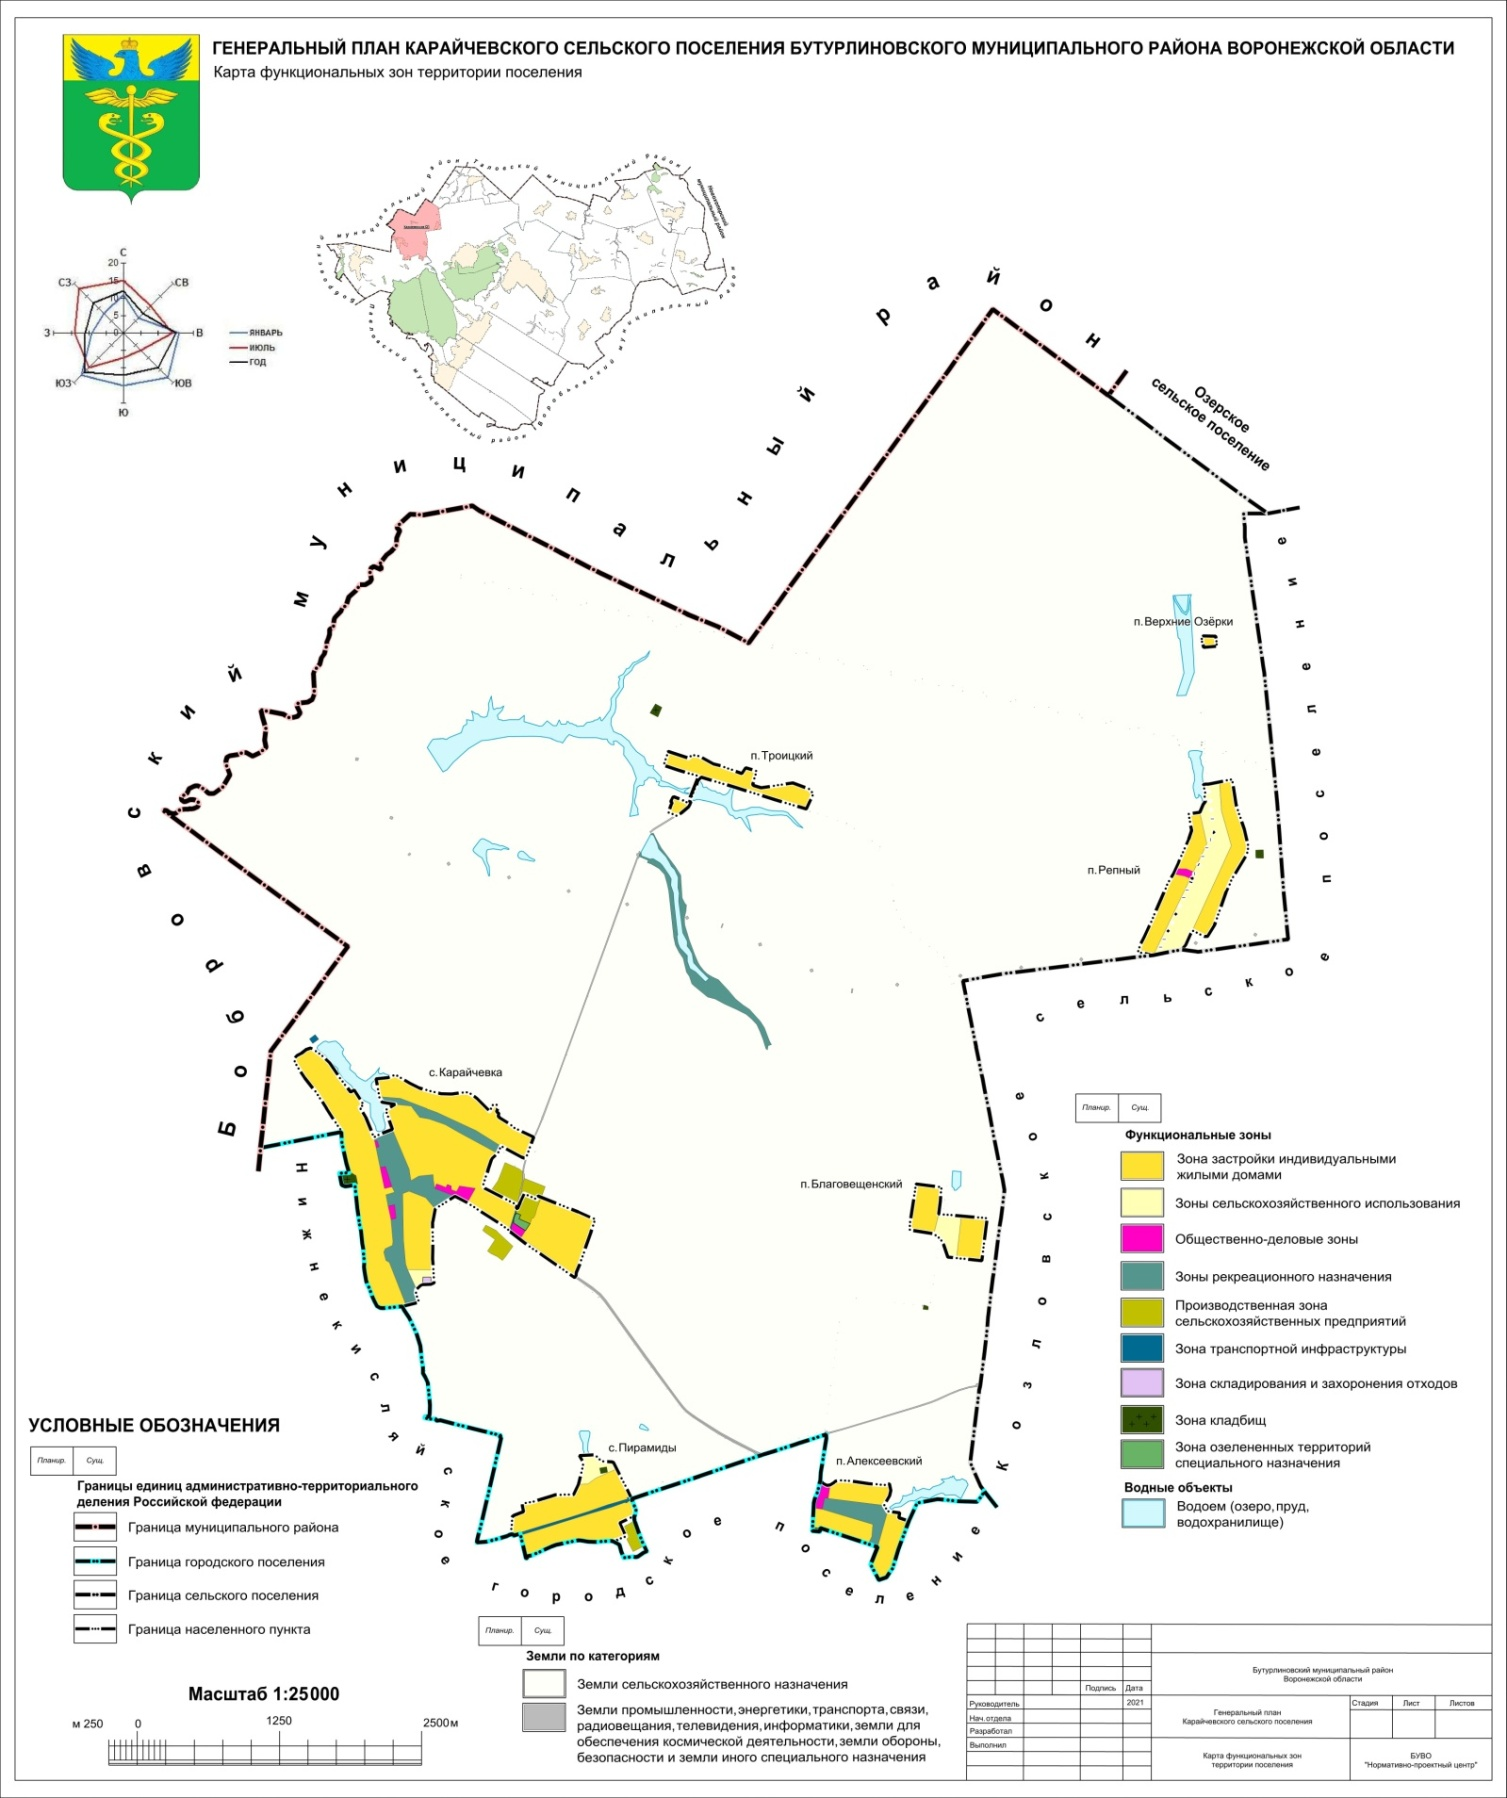 ГЕНЕРАЛЬНЫЙ ПЛАН КАРАЙЧЕВСКОГО СЕЛЬСКОГО ПОСЕЛЕНИЯ БУТУРЛИНОВСКОГО МУНИЦИПАЛЬНОГО РАЙОНА ВОРОНЕЖСКОЙ ОБЛАСТИ
Карта функциональных зон территории поселения
Таловский муниципальный район
Воробьевский муниципальный район
С
СВ
В
ЮВ
Ю
ЮЗ
З
СЗ
20
15
10
5
0
ЯНВАРЬ
ИЮЛЬ
ГОД
Бобровский муниципальный район
Озерское
сельское поселение
Козловское сельское поселение
Нижнекисляйское городское поселение
п.Верхние Озёрки
п.Троицкий
п.Репный
с.Карайчевка
п.Благовещенский
с.Пирамиды
п.Алексеевский
Планир.
Сущ.
Функциональные зоны
Зона застройки индивидуальными
жилыми домами
Зоны сельскохозяйственного использования
Общественно-деловые зоны
Зоны рекреационного назначения
Производственная зона
сельскохозяйственных предприятий
Зона транспортной инфраструктуры
Зона складирования и захоронения отходов
Зона кладбищ
Зона озелененных территорий
специального назначения
Водные объекты
Водоем (озеро, пруд,
водохранилище)
УСЛОВНЫЕ ОБОЗНАЧЕНИЯ
Планир.
Сущ.
Границы единиц административно-территориального
деления Российской федерации
Граница муниципального района
Граница городского поселения
Граница сельского поселения
Граница населенного пункта
Масштаб 1:25000
м 250
0
1250
2500м
Планир.
Сущ.
Земли по категориям
Земли сельскохозяйственного назначения
Земли промышленности, энергетики, транспорта, связи,
радиовещания, телевидения, информатики, земли для
обеспечения космической деятельности, земли обороны,
безопасности и земли иного специального назначения
Бутурлиновский муниципальный район
Воронежской области
Подпись
Дата
Руководитель
2021
Нач.отдела
Разработал
Выполнил
Генеральный план
Карайчевского сельского поселения
Стадия
Лист
Листов
Карта функциональных зон
территории поселения
БУВО
"Нормативно-проектный центр"